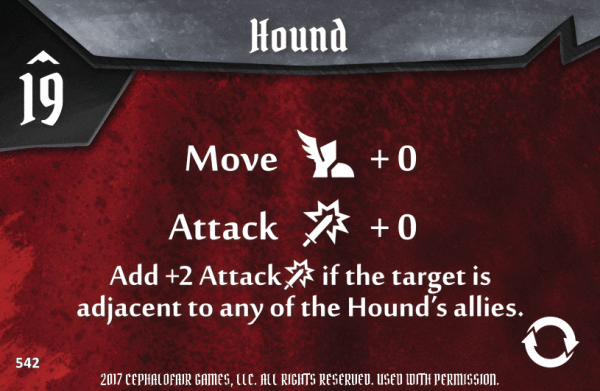 Hound
19
Move + 0
Attack + 0
Add +2 Attack if the target is
adjacent to any of the Hound's allies.
542
2017 CEPHALOFAIR GAMES, LLC. ALL RIGHTS RESERVED. USED WITH PERMISSION.